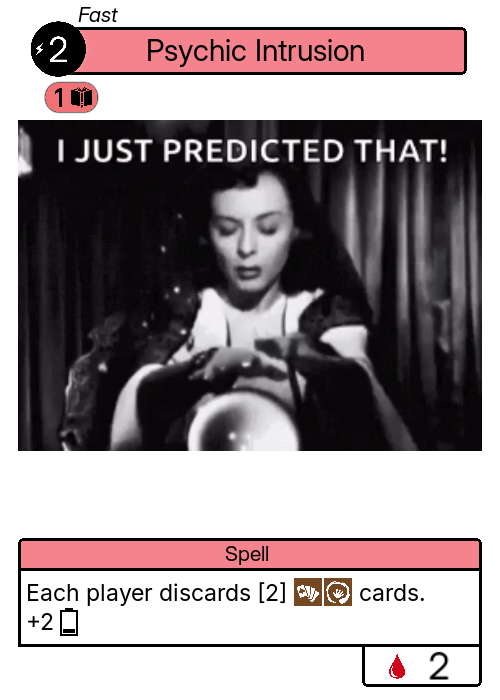 Fast
2
Psychic Intrusion
1
I JUST PREDICTED THAT!
Spell
Each player discards [2] cards.
+2
2